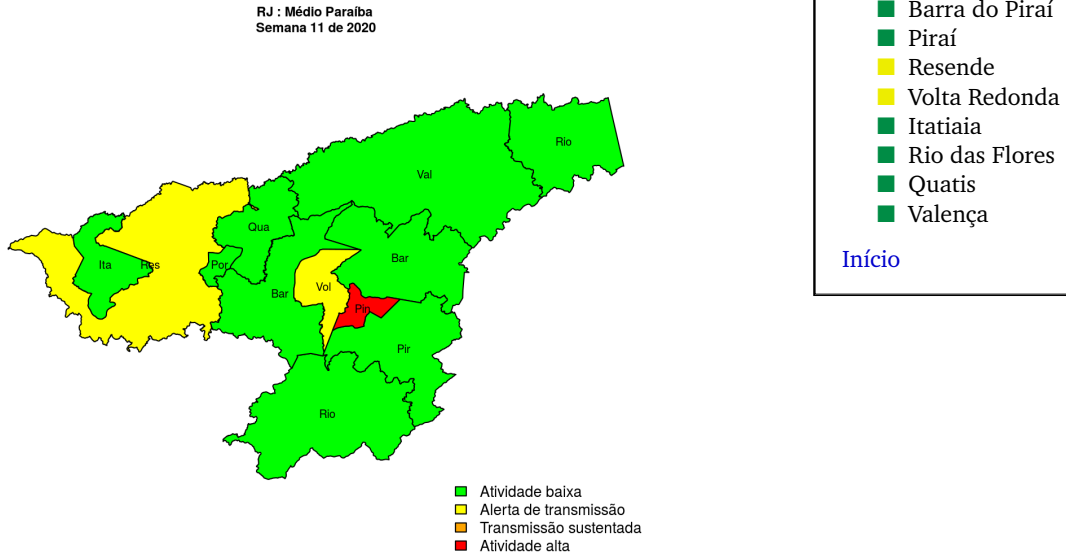 RJ : Médio Paraíba
Semana 11 de 2020
Rio
Val
Qua
Ita
Res
Por
Bar
Bar
Vol
Pin
Pir
Rio
Atividade baixa
Alerta de transmissão
Transmissão sustentada
Atividade alta
Barra do Piraí
Piraí
Resende
Volta Redonda
Itatiaia
Rio das Flores
Quatis
Valença
Início